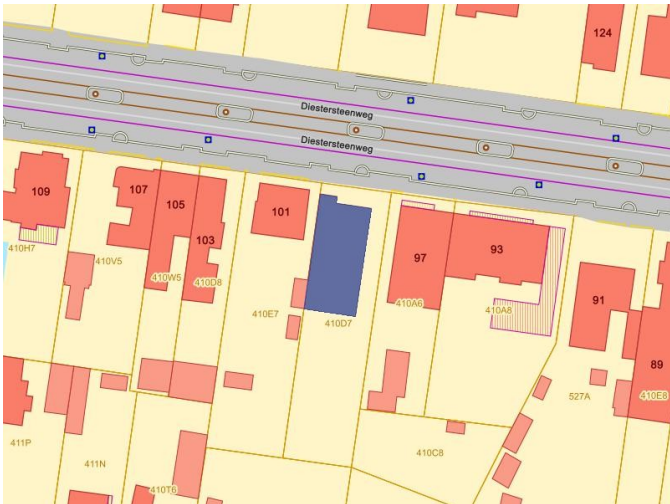 124
Diestersteenweg
Diestersteenweg
109
107
105
103
101
97
93
91
89
410H7
410V5
410W5
410D8
410E7
410D7
410A6
410A8
527A
410E8
411P
411N
410T6
410C8